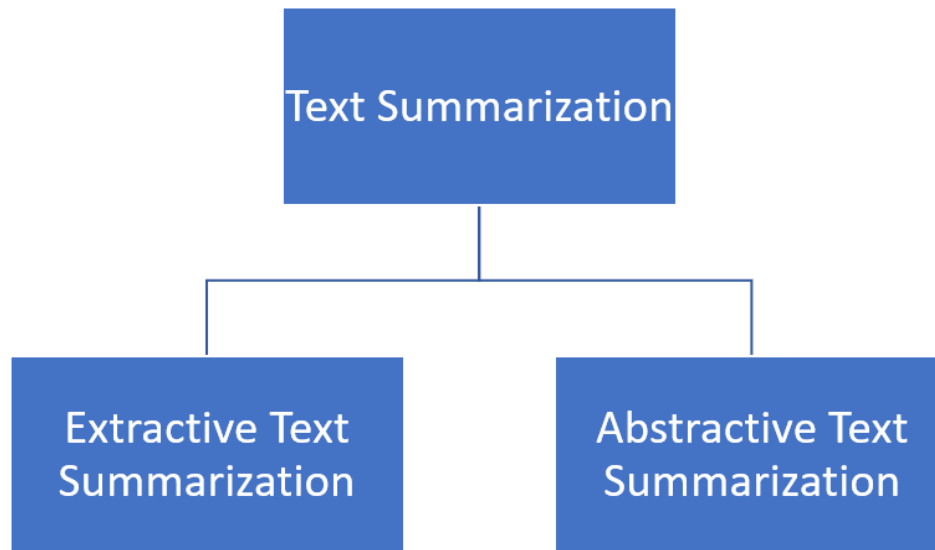 Text Summarization
Extractive Text
Summarization
Abstractive Text
Summarization